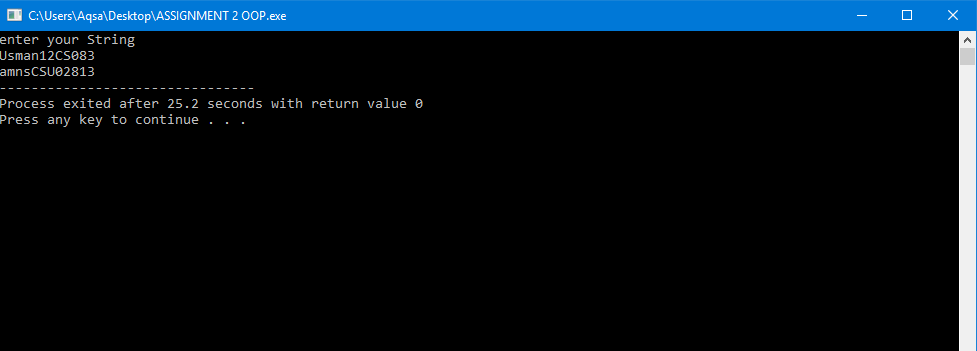 C:\Users\Aqsa\Desktop\ASSIGNMENT 2 OOP.exe
enter your String
Usman12CS083
amnsCSU02813
--------------------------------
Process exited after 25.2 seconds with return value 0
Press any key to continue . . .